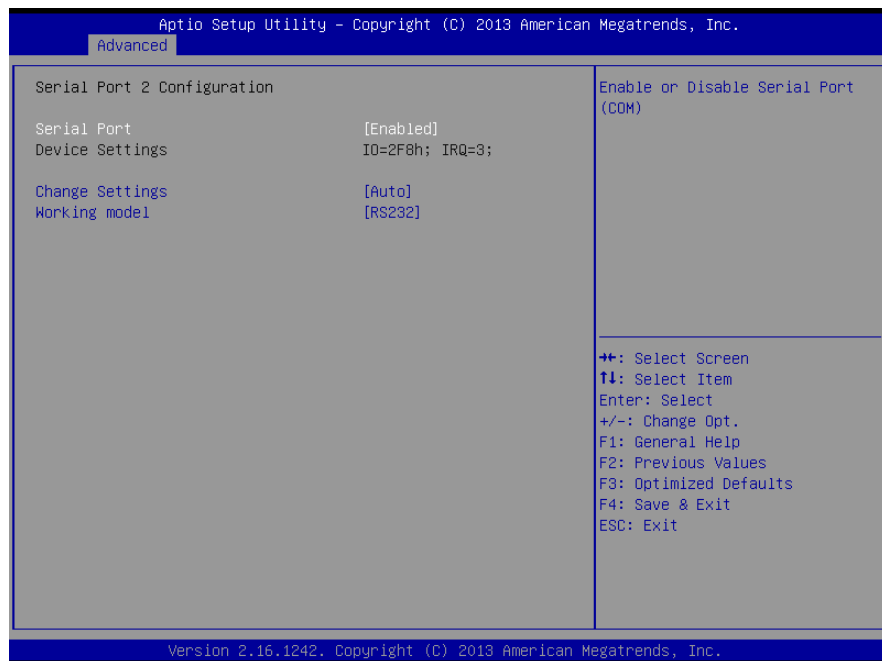 Aptio Setup Utility – Copyright (C) 2013 American Megatrends, Inc.
Advanced
Serial Port 2 Configuration
Serial Port [Enabled]
Device Settings IO=2F8h; IRQ=3;
Change Settings [Auto]
Working model [RS232]
Enable or Disable Serial Port
(COM)
→←: Select Screen
↑↓: Select Item
Enter: Select
+/-: Change Opt.
F1: General Help
F2: Previous Values
F3: Optimized Defaults
F4: Save & Exit
ESC: Exit
Version 2.16.1242. Copyright (C) 2013 American Megatrends, Inc.